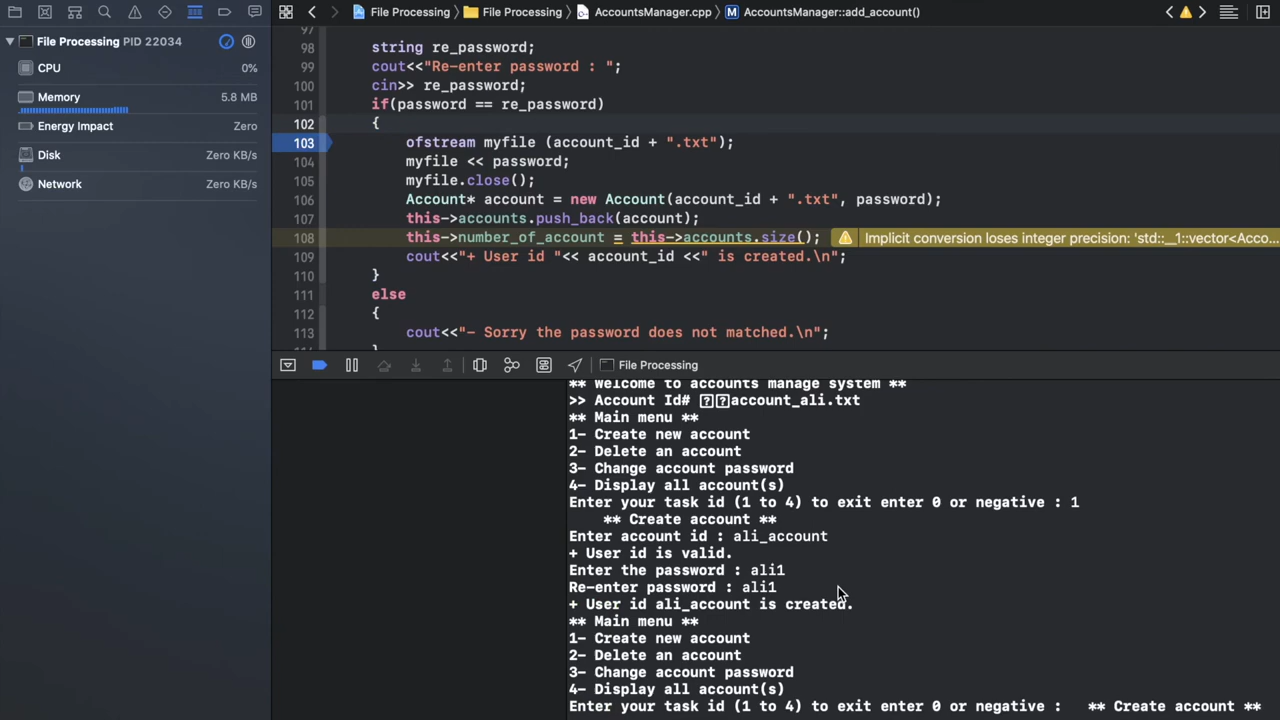 File Processing
File Processing
AccountsManager.cpp
M AccountsManager::add_account()
File Processing PID 22034
CPU 0%
Memory 5.8 MB
Energy Impact Zero
Disk Zero KB/s
Network Zero KB/s
97
98 string re_password;
99 cout<<"Re-enter password : ";
100 cin>> re_password;
101 if(password == re_password)
102 {
103 ofstream myfile (account_id + ".txt");
104 myfile << password;
105 myfile.close();
106 Account* account = new Account(account_id + ".txt", password);
107 this->accounts.push_back(account);
108 this->number_of_account = this->accounts.size(); Implicit conversion loses integer precision: 'std::__1::vector<Acco...
109 cout<<"+ User id "<< account_id <<" is created.\n";
110 }
111 else
112 {
113 cout<<"- Sorry the password does not matched.\n";
}
File Processing
** Welcome to accounts manage system **
>> Account Id# account_ali.txt
** Main menu **
1- Create new account
2- Delete an account
3- Change account password
4- Display all account(s)
Enter your task id (1 to 4) to exit enter 0 or negative : 1
** Create account **
Enter account id : ali_account
+ User id is valid.
Enter the password : ali1
Re-enter password : ali1
+ User id ali_account is created.
** Main menu **
1- Create new account
2- Delete an account
3- Change account password
4- Display all account(s)
Enter your task id (1 to 4) to exit enter 0 or negative : ** Create account **